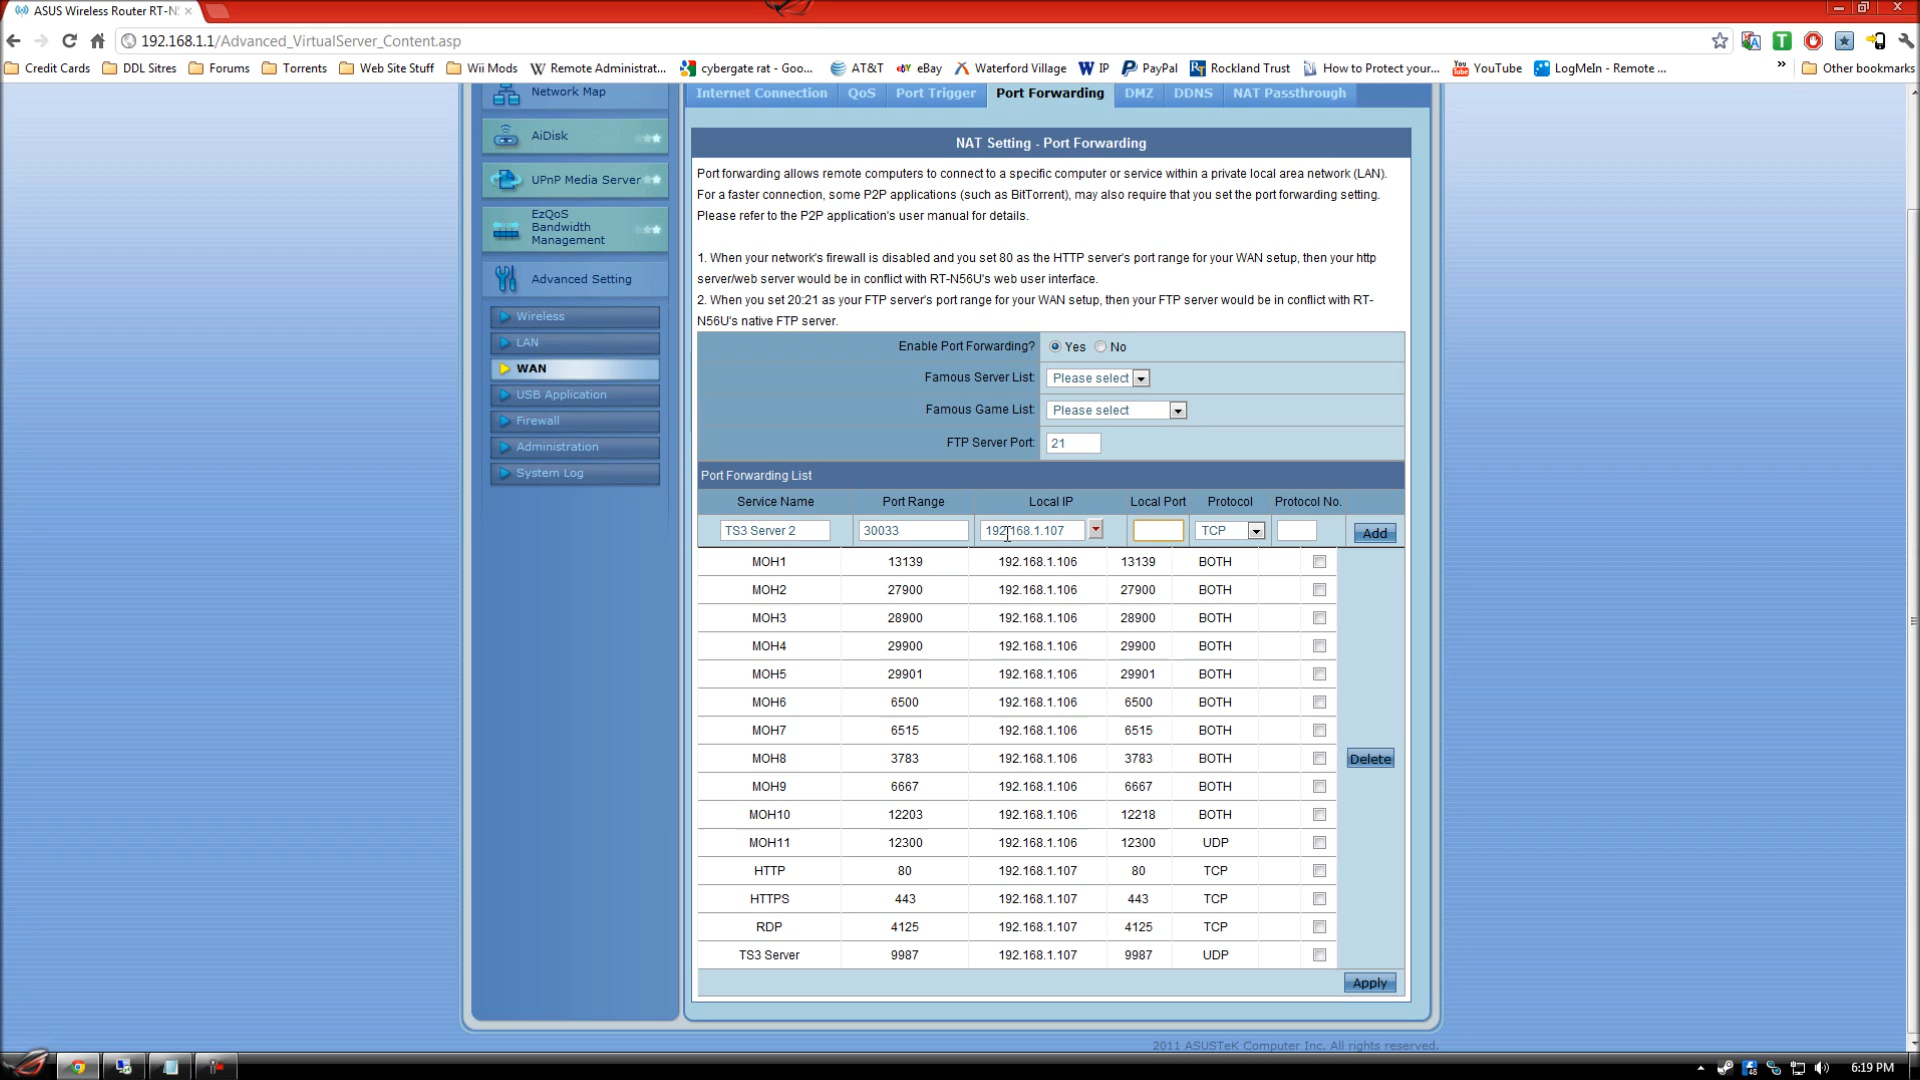 ASUS Wireless Router RT-N
192.168.1.1/Advanced_VirtualServer_Content.asp
Credit Cards DDL Sitres Forums Torrents Web Site Stuff Wii Mods Remote Administrat... cybergate rat - Goo... AT&T eBay Waterford Village IP PayPal Rockland Trust How to Protect your... YouTube LogMeIn - Remote ... » Other bookmarks
Network Map
AiDisk
UPnP Media Server
EzQoS
Bandwidth
Management
Advanced Setting
Wireless
LAN
WAN
USB Application
Firewall
Administration
System Log
Internet Connection QoS Port Trigger Port Forwarding DMZ DDNS NAT Passthrough
NAT Setting - Port Forwarding
Port forwarding allows remote computers to connect to a specific computer or service within a private local area network (LAN).
For a faster connection, some P2P applications (such as BitTorrent), may also require that you set the port forwarding setting.
Please refer to the P2P application's user manual for details.
1. When your network's firewall is disabled and you set 80 as the HTTP server's port range for your WAN setup, then your http
server/web server would be in conflict with RT-N56U's web user interface.
2. When you set 20:21 as your FTP server's port range for your WAN setup, then your FTP server would be in conflict with RT-
N56U's native FTP server.
Enable Port Forwarding? Yes No
Famous Server List: Please select
Famous Game List: Please select
FTP Server Port: 21
Port Forwarding List
Service Name Port Range Local IP Local Port Protocol Protocol No.
TS3 Server 2 30033 192.168.1.107 TCP Add
MOH1 13139 192.168.1.106 13139 BOTH
MOH2 27900 192.168.1.106 27900 BOTH
MOH3 28900 192.168.1.106 28900 BOTH
MOH4 29900 192.168.1.106 29900 BOTH
MOH5 29901 192.168.1.106 29901 BOTH
MOH6 6500 192.168.1.106 6500 BOTH
MOH7 6515 192.168.1.106 6515 BOTH
MOH8 3783 192.168.1.106 3783 BOTH Delete
MOH9 6667 192.168.1.106 6667 BOTH
MOH10 12203 192.168.1.106 12218 BOTH
MOH11 12300 192.168.1.106 12300 UDP
HTTP 80 192.168.1.107 80 TCP
HTTPS 443 192.168.1.107 443 TCP
RDP 4125 192.168.1.107 4125 TCP
TS3 Server 9987 192.168.1.107 9987 UDP
Apply
2011 ASUSTeK Computer Inc. All rights reserved.
6:19 PM